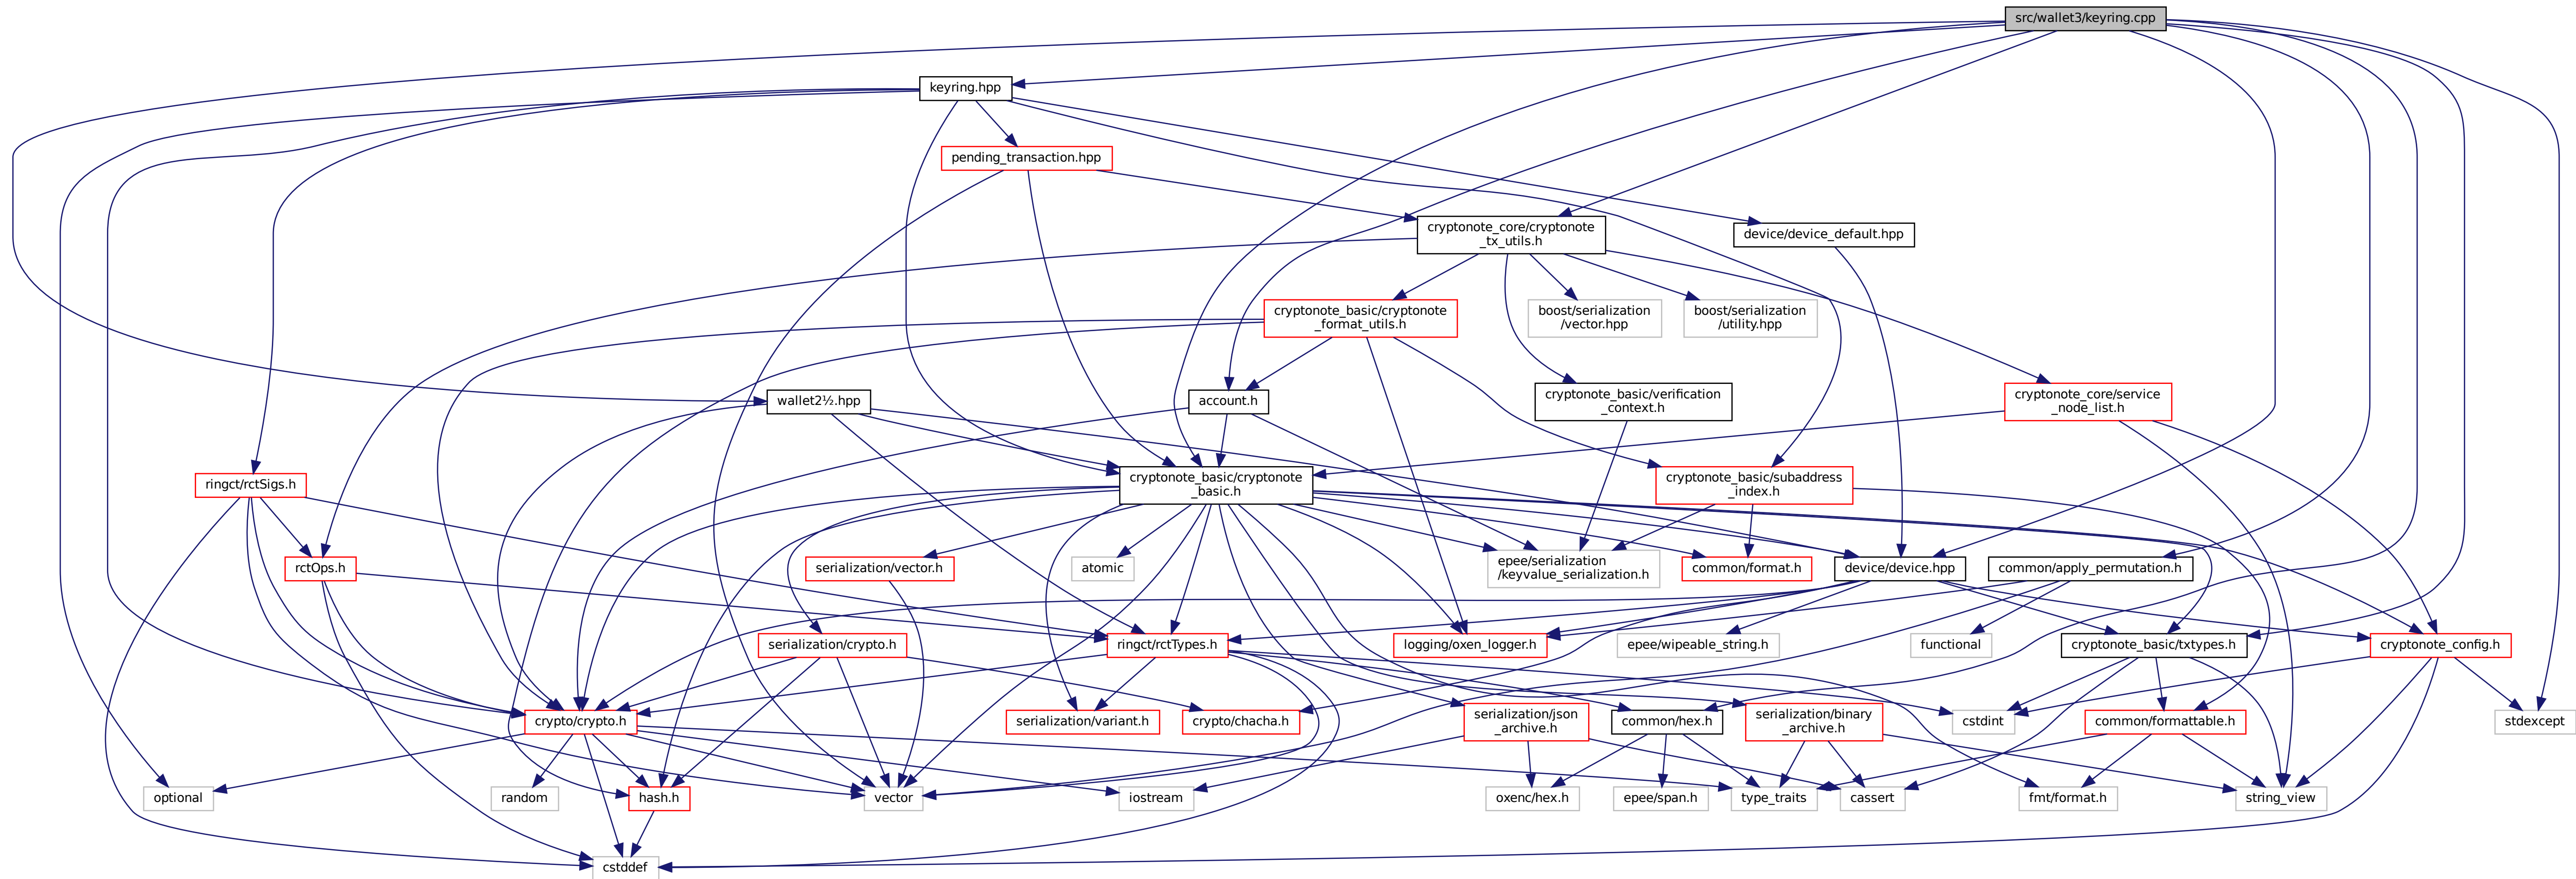 src/wallet3/keyring.cpp
keyring.hpp
pending_transaction.hpp
cryptonote_core/cryptonote
_tx_utils.h
device/device_default.hpp
cryptonote_basic/cryptonote
_format_utils.h
boost/serialization
/vector.hpp
boost/serialization
/utility.hpp
wallet2½.hpp
account.h
cryptonote_basic/verification
_context.h
cryptonote_core/service
_node_list.h
ringct/rctSigs.h
cryptonote_basic/cryptonote
_basic.h
cryptonote_basic/subaddress
_index.h
rctOps.h
serialization/vector.h
atomic
epee/serialization
/keyvalue_serialization.h
common/format.h
device/device.hpp
common/apply_permutation.h
serialization/crypto.h
ringct/rctTypes.h
logging/oxen_logger.h
epee/wipeable_string.h
functional
cryptonote_basic/txtypes.h
cryptonote_config.h
crypto/crypto.h
serialization/variant.h
crypto/chacha.h
serialization/json
_archive.h
common/hex.h
serialization/binary
_archive.h
cstdint
common/formattable.h
stdexcept
optional
random
hash.h
vector
iostream
oxenc/hex.h
epee/span.h
type_traits
cassert
fmt/format.h
string_view
cstddef